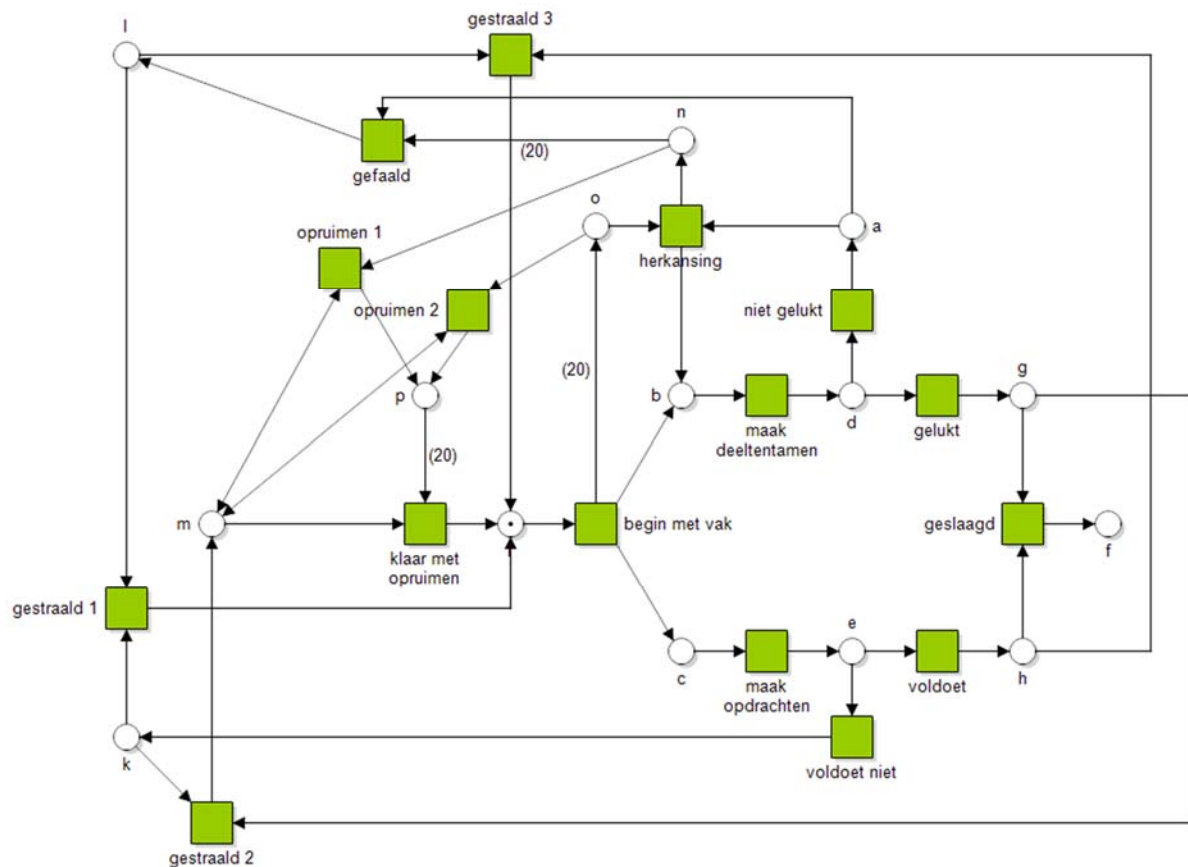 gestraald 3
l
n
(20)
gefaald
o
a
opruimen 1
herkansing
opruimen 2
niet gelukt
(20)
p
b
d
g
maak
deeltentamen
gelukt
(20)
m
begin met vak
geslaagd
f
klaar met
opruimen
i
gestraald 1
e
c
maak
opdrachten
voldoet
h
k
voldoet niet
gestraald 2